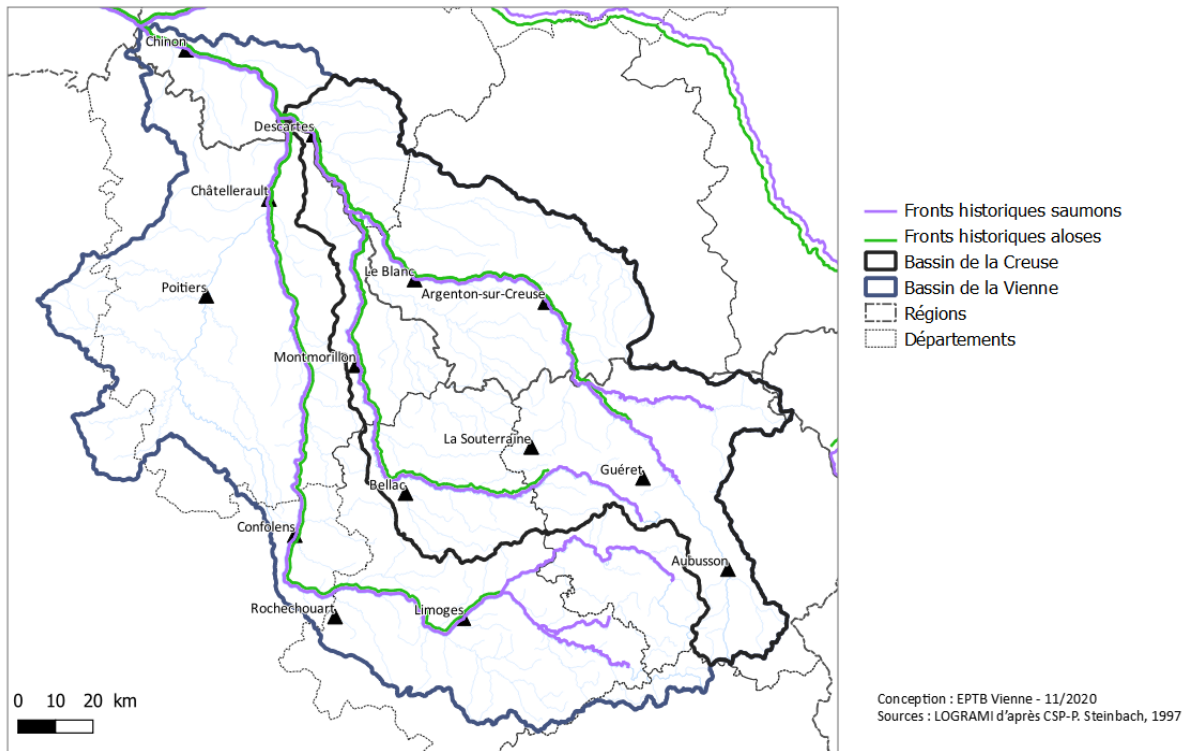 Chinon
Descartes
Châtellerault
Le Blanc
Poitiers
Argenton-sur-Creuse
Montmorillon
La Souterraine
Guéret
Bellac
Confolens
Aubusson
Rochechouart
Limoges
0 10 20 km
Fronts historiques saumons
Fronts historiques aloses
Bassin de la Creuse
Bassin de la Vienne
Régions
Départements
Conception : EPTB Vienne - 11/2020
Sources : LOGRAMI d'après CSP-P. Steinbach, 1997